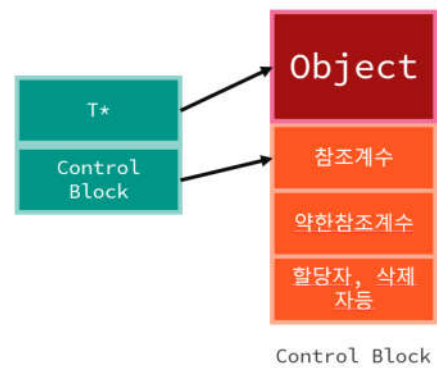 Object
T*
Control
Block
참조계수
약한참조계수
할당자, 삭제
자등
Control Block